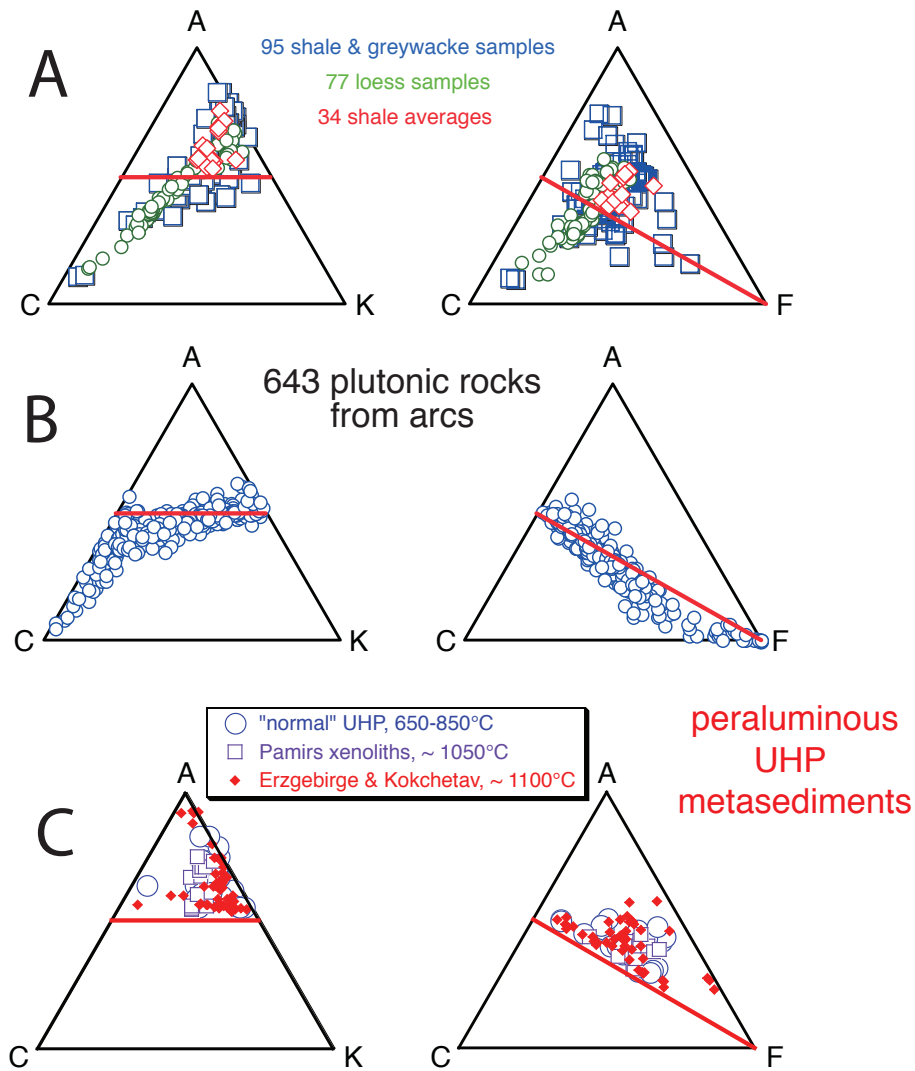 A
95 shale & greywacke samples
77 loess samples
34 shale averages
A
A
C
K
C
F
B
643 plutonic rocks
from arcs
A
A
C
K
C
F
C
"normal" UHP, 650-850°C
Pamirs xenoliths, ~ 1050°C
Erzgebirge & Kokchetav, ~ 1100°C
peraluminous
UHP
metasediments
A
A
C
K
C
F